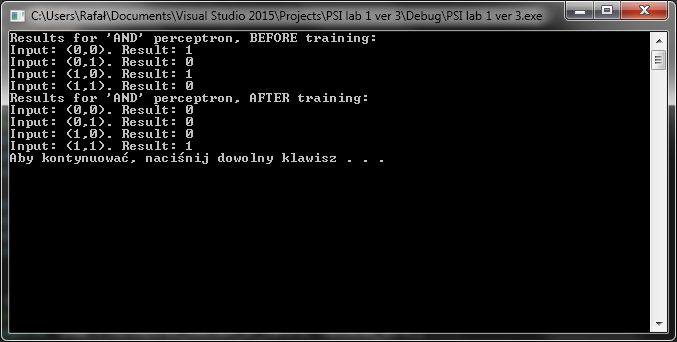 C:\Users\Rafał\Documents\Visual Studio 2015\Projects\PSI lab 1 ver 3\Debug\PSI lab 1 ver 3.exe
Results for 'AND' perceptron, BEFORE training:
Input: (0,0). Result: 1
Input: (0,1). Result: 0
Input: (1,0). Result: 1
Input: (1,1). Result: 0
Results for 'AND' perceptron, AFTER training:
Input: (0,0). Result: 0
Input: (0,1). Result: 0
Input: (1,0). Result: 0
Input: (1,1). Result: 1
Aby kontynuować, naciśnij dowolny klawisz . . .